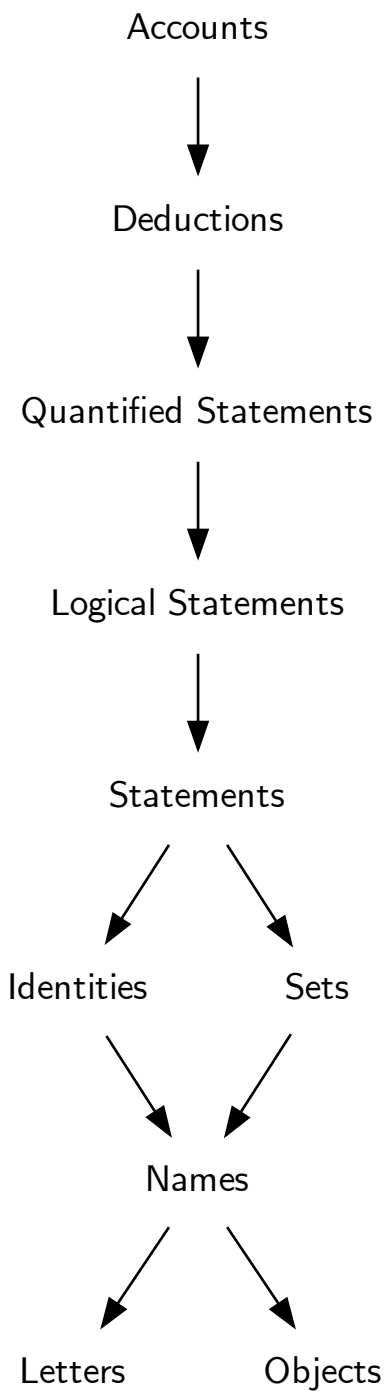 Accounts
Deductions
Quantified Statements
Logical Statements
Statements
Identities Sets
Names
Letters Objects